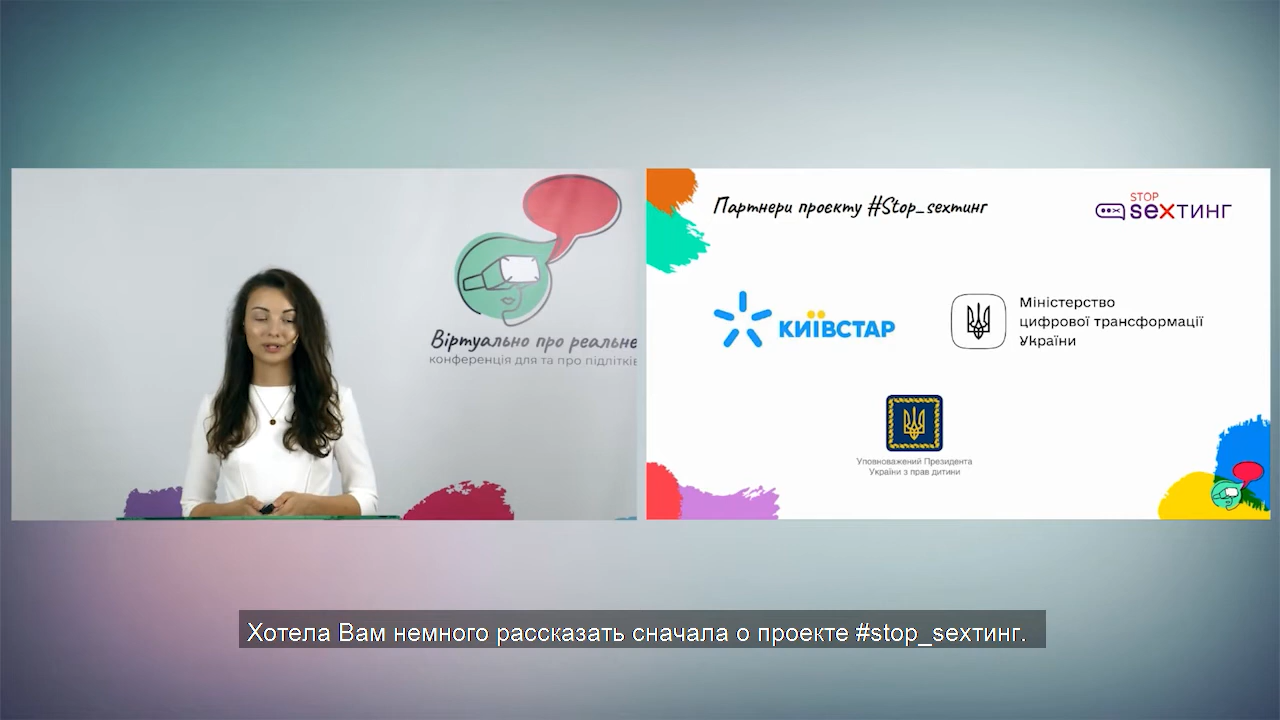 Віртуально про реальне
конференція для та про підлітків
Партнери проєкту #Stop_sexтинг
STOP
sexтинг
КИЇВСТАР
Міністерство
цифрової трансформації
України
Уповноважений Президента
України з прав дитини
Хотела Вам немного рассказать сначала о проекте #stop_sexтинг.